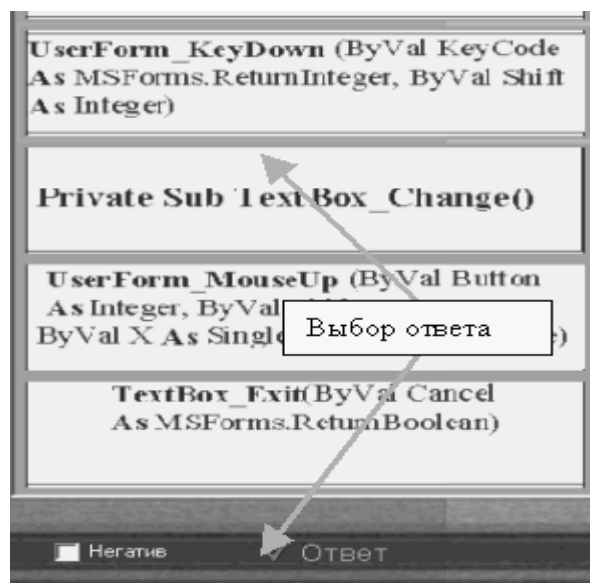 UserForm_KeyDown (ByVal KeyCode
As MSForms.ReturnInteger, ByVal Shift
As Integer)
Private Sub TextBox_Change()
UserForm_MouseUp (ByVal Button
As Integer, ByVal
ByVal X As Single
Выбор ответа
TextBox_Exit(ByVal Cancel
As MSForms.ReturnBoolean)
Негатив
Ответ